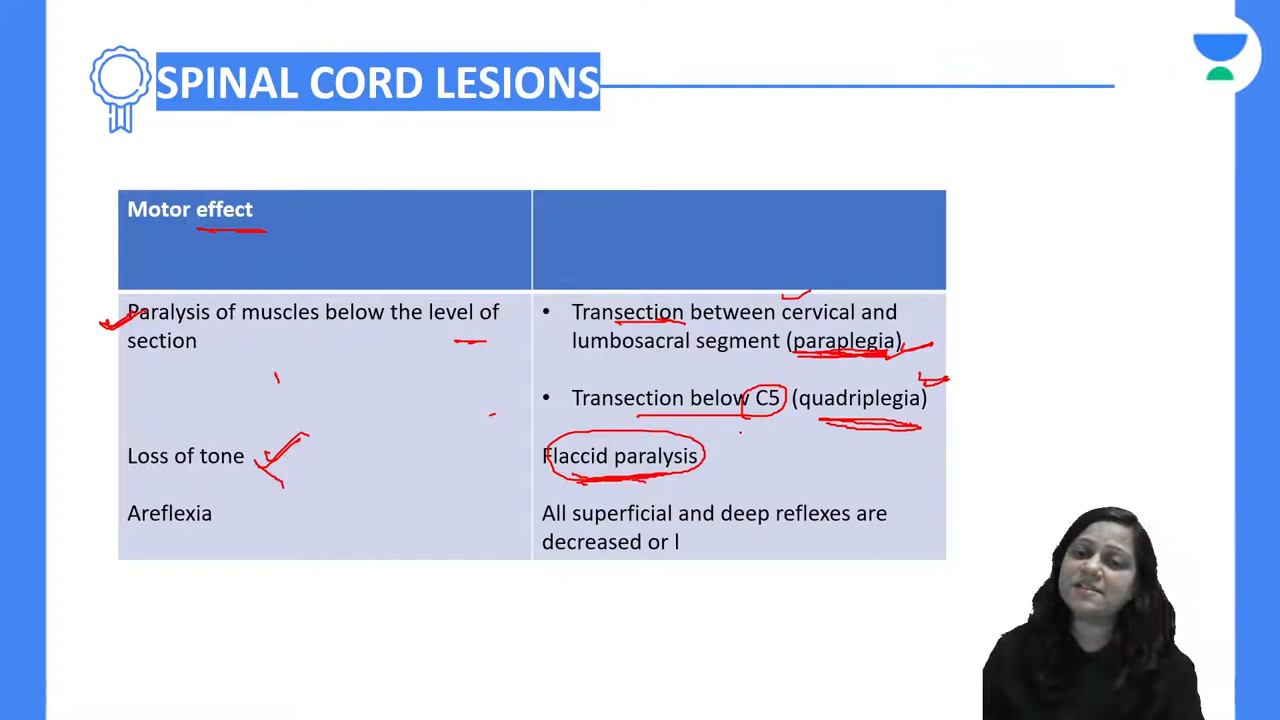 SPINAL CORD LESIONS
Motor effect
Paralysis of muscles below the level of
section
• Transection between cervical and
lumbosacral segment (paraplegia)
• Transection below C5 (quadriplegia)
Loss of tone
Flaccid paralysis
Areflexia
All superficial and deep reflexes are
decreased or l